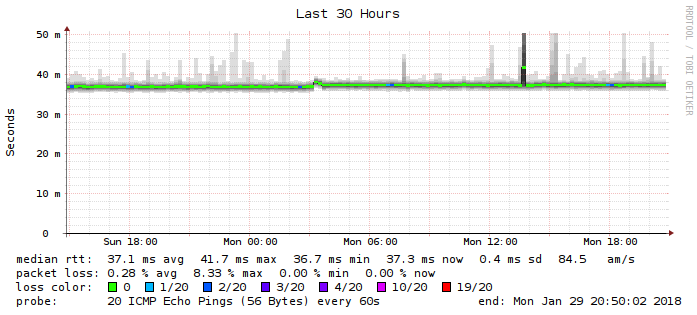 Last 30 Hours
RRDTOOL / TOBI OETIKER
Seconds
50 m
40 m
30 m
20 m
10 m
0
Sun 18:00 Mon 00:00 Mon 06:00 Mon 12:00 Mon 18:00
median rtt: 37.1 ms avg 41.7 ms max 36.7 ms min 37.3 ms now 0.4 ms sd 84.5 am/s
packet loss: 0.28 % avg 8.33 % max 0.00 % min 0.00 % now
loss color: 0 1/20 2/20 3/20 4/20 10/20 19/20
probe: 20 ICMP Echo Pings (56 Bytes) every 60s end: Mon Jan 29 20:50:02 2018